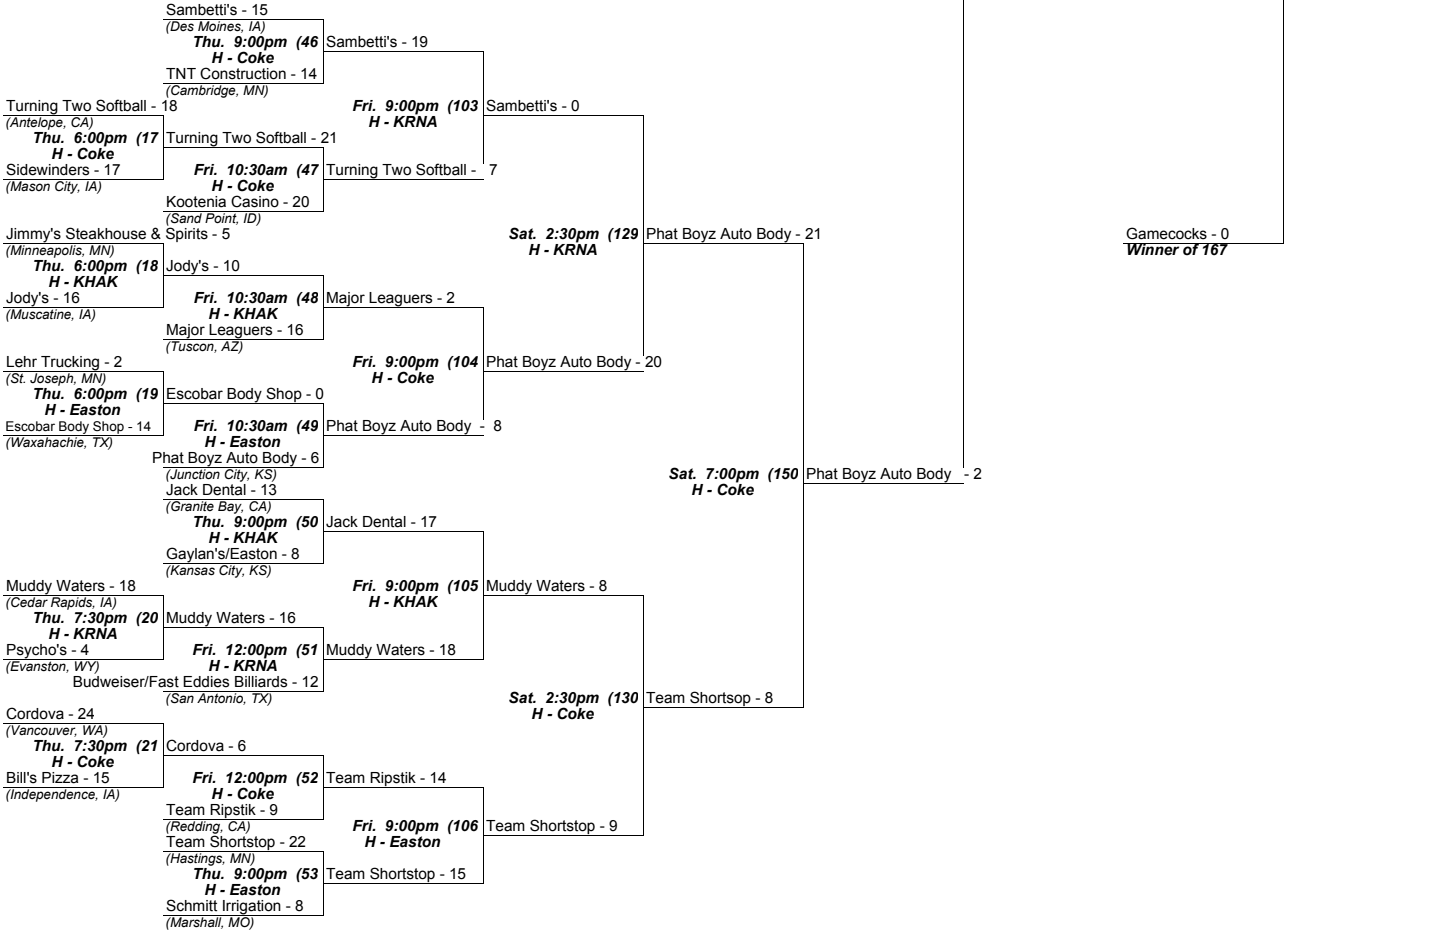 Sambetti's - 15
(Des Moines, IA)
Thu. 9:00pm (46 Sambetti's - 19
H - Coke
TNT Construction - 14
(Cambridge, MN)
Turning Two Softball - 18 Fri. 9:00pm (103 Sambetti's - 0
(Antelope, CA) H - KRNA
Thu. 6:00pm (17 Turning Two Softball - 21
H - Coke
Sidewinders - 17 Fri. 10:30am (47 Turning Two Softball - 7
(Mason City, IA) H - Coke
Kootenia Casino - 20
(Sand Point, ID)
Jimmy's Steakhouse & Spirits - 5 Sat. 2:30pm (129 Phat Boyz Auto Body - 21 Gamecocks - 0
(Minneapolis, MN) H - KRNA Winner of 167
Thu. 6:00pm (18 Jody's - 10
H - KHAK
Jody's - 16 Fri. 10:30am (48 Major Leaguers - 2
(Muscatine, IA) H - KHAK
Major Leaguers - 16
(Tuscon, AZ)
Lehr Trucking - 2 Fri. 9:00pm (104 Phat Boyz Auto Body - 20
(St. Joseph, MN) H - Coke
Thu. 6:00pm (19 Escobar Body Shop - 0
H - Easton
Escobar Body Shop - 14 Fri. 10:30am (49 Phat Boyz Auto Body - 8
(Waxahachie, TX) H - Easton
Phat Boyz Auto Body - 6
(Junction City, KS) Sat. 7:00pm (150 Phat Boyz Auto Body - 2
Jack Dental - 13 H - Coke
(Granite Bay, CA)
Thu. 9:00pm (50 Jack Dental - 17
H - KHAK
Gaylan's/Easton - 8
(Kansas City, KS)
Muddy Waters - 18 Fri. 9:00pm (105 Muddy Waters - 8
(Cedar Rapids, IA) H - KHAK
Thu. 7:30pm (20 Muddy Waters - 16
H - KRNA
Psycho's - 4 Fri. 12:00pm (51 Muddy Waters - 18
(Evanston, WY) H - KRNA
Budweiser/Fast Eddies Billiards - 12
(San Antonio, TX) Sat. 2:30pm (130 Team Shortsop - 8
Cordova - 24 H - Coke
(Vancouver, WA)
Thu. 7:30pm (21 Cordova - 6
H - Coke
Bill's Pizza - 15 Fri. 12:00pm (52 Team Ripstik - 14
(Independence, IA) H - Coke
Team Ripstik - 9
(Redding, CA) Fri. 9:00pm (106 Team Shortstop - 9
Team Shortstop - 22 H - Easton
(Hastings, MN)
Thu. 9:00pm (53 Team Shortstop - 15
H - Easton
Schmitt Irrigation - 8
(Marshall, MO)